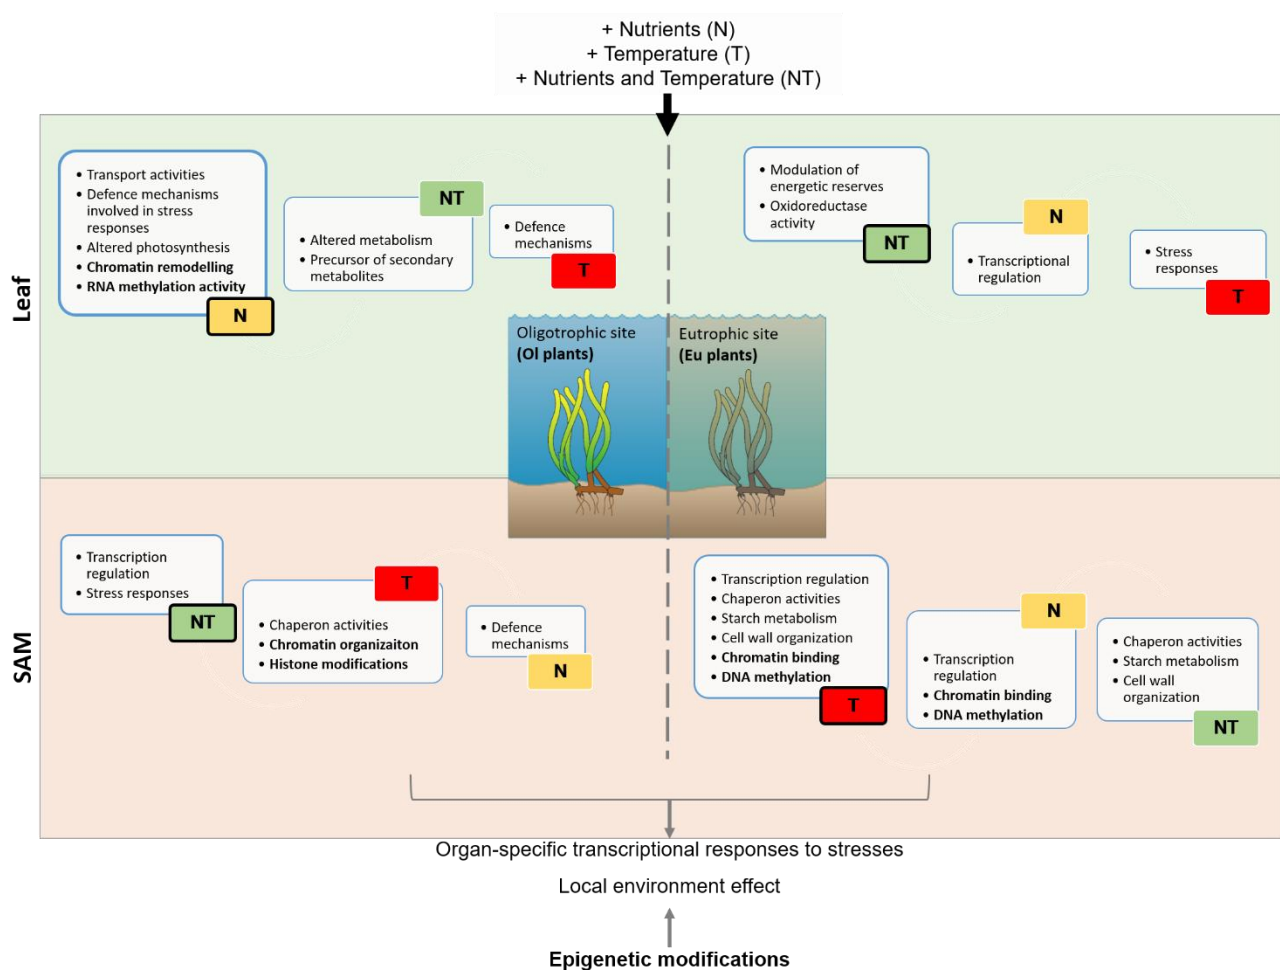 + Nutrients (N)
+ Temperature (T)
+ Nutrients and Temperature (NT)
Leaf
• Transport activities
• Defence mechanisms
involved in stress
responses
• Altered photosynthesis
• Chromatin remodelling
• RNA methylation activity
N
NT
• Altered metabolism
• Precursor of secondary
metabolites
• Defence
mechanisms
T
• Modulation of
energetic reserves
• Oxidoreductase
activity
NT
N
• Transcriptional
regulation
• Stress
responses
T
Oligotrophic site
(Ol plants)
Eutrophic site
(Eu plants)
SAM
• Transcription
regulation
• Stress responses
NT
T
• Chaperon activities
• Chromatin organizaiton
• Histone modifications
• Defence
mechanisms
N
• Transcription regulation
• Chaperon activities
• Starch metabolism
• Cell wall organization
• Chromatin binding
• DNA methylation
T
N
• Transcription
regulation
• Chromatin binding
• DNA methylation
• Chaperon activities
• Starch metabolism
• Cell wall
organization
NT
Organ-specific transcriptional responses to stresses
Local environment effect
Epigenetic modifications